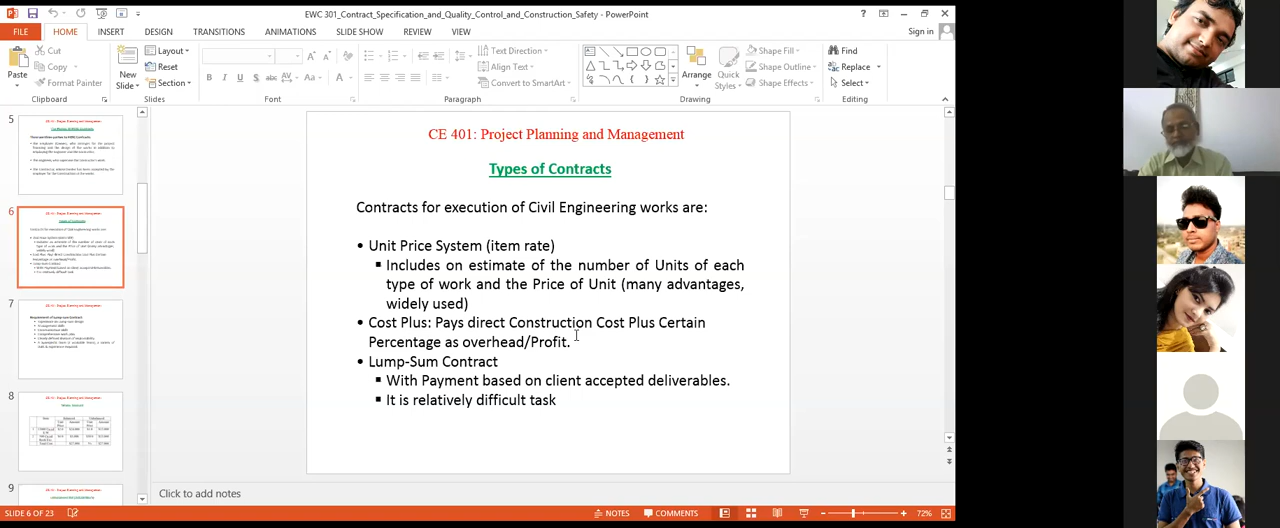 EWC 301_Contract_Specification_and_Quality_Control_and_Construction_Safety - PowerPoint
FILE HOME INSERT DESIGN TRANSITIONS ANIMATIONS SLIDE SHOW REVIEW VIEW Sign in
Paste
Cut
Copy
Format Painter
Clipboard
New Slide
Layout
Reset
Section
Slides
Font
Text Direction
Align Text
Convert to SmartArt
Paragraph
Arrange
Quick Styles
Shape Fill
Shape Outline
Shape Effects
Drawing
Find
Replace
Select
Editing
5
6
7
8
9
CE 401: Project Planning and Management
Types of Contracts
Contracts for execution of Civil Engineering works are:
• Unit Price System (item rate)
▪ Includes on estimate of the number of Units of each
type of work and the Price of Unit (many advantages,
widely used)
• Cost Plus: Pays direct Construction Cost Plus Certain
Percentage as overhead/Profit.
• Lump-Sum Contract
▪ With Payment based on client accepted deliverables.
▪ It is relatively difficult task
Click to add notes
SLIDE 6 OF 23 NOTES COMMENTS 72%